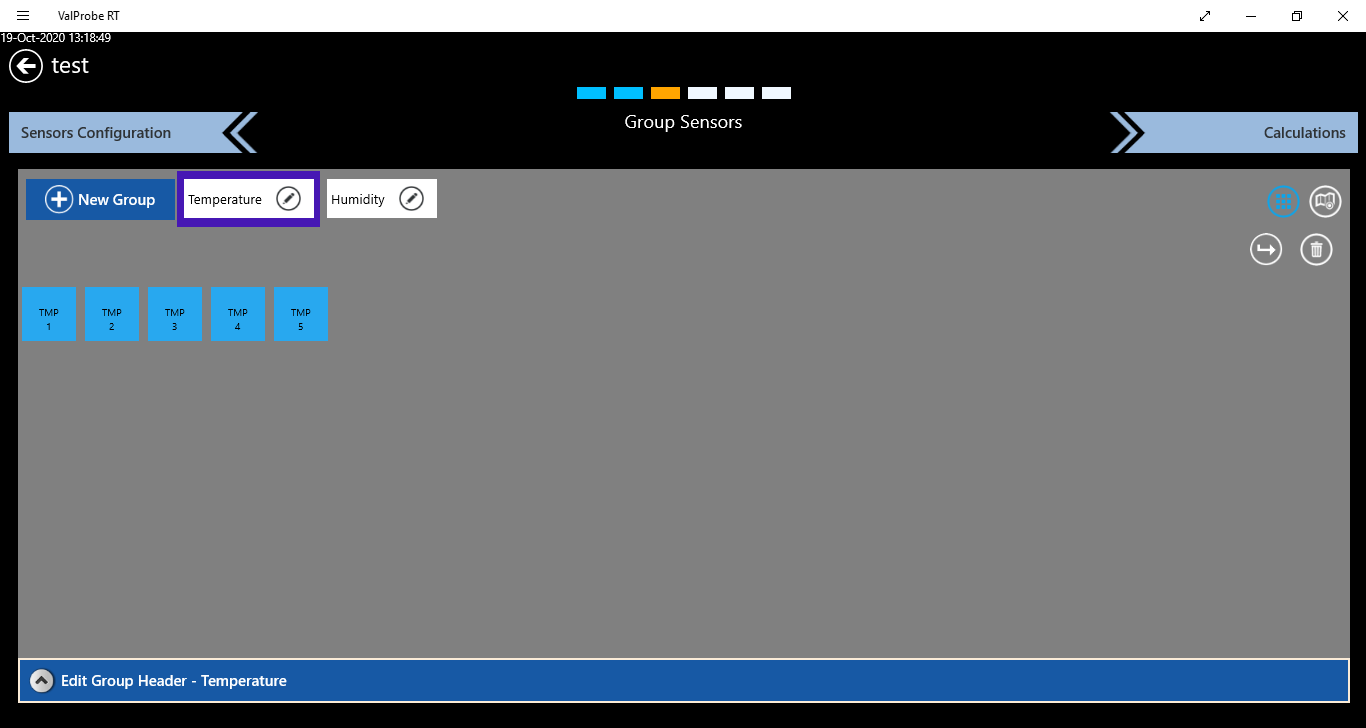 ValProbe RT
19-Oct-2020 13:18:49
test
Group Sensors
Sensors Configuration
Calculations
New Group
Temperature
Humidity
TMP
1
TMP
2
TMP
3
TMP
4
TMP
5
Edit Group Header - Temperature